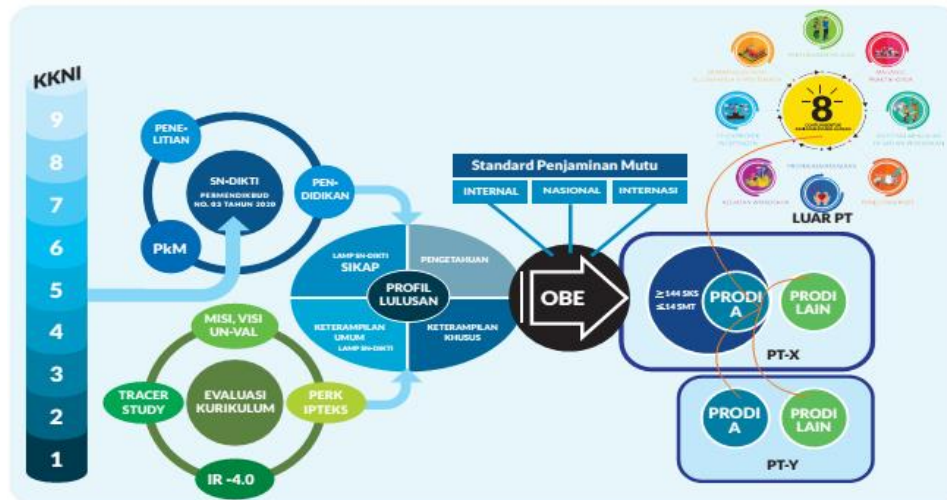 KKNI
9
8
7
6
5
4
3
2
1
PENE-
LITIAN
SN-DIKTI
PERMENDIKBUD
NO. 03 TAHUN 2020
PEN-
DIDIKAN
PkM
MISI, VISI
UN-VAL
TRACER
STUDY
EVALUASI
KURIKULUM
PERK
IPTEKS
IR -4.0
LAMP SN-DIKTI
SIKAP
PENGETAHUAN
PROFIL
LULUSAN
KETERAMPILAN
UMUM
LAMP SN-DIKTI
KETERAMPILAN
KHUSUS
Standard Penjaminan Mutu
INTERNAL
NASIONAL
INTERNASI
OBE
8
LUAR PT
≥ 144 SKS
≤ 14 SMT
PRODI
A
PRODI
LAIN
PT-X
PRODI
A
PRODI
LAIN
PT-Y